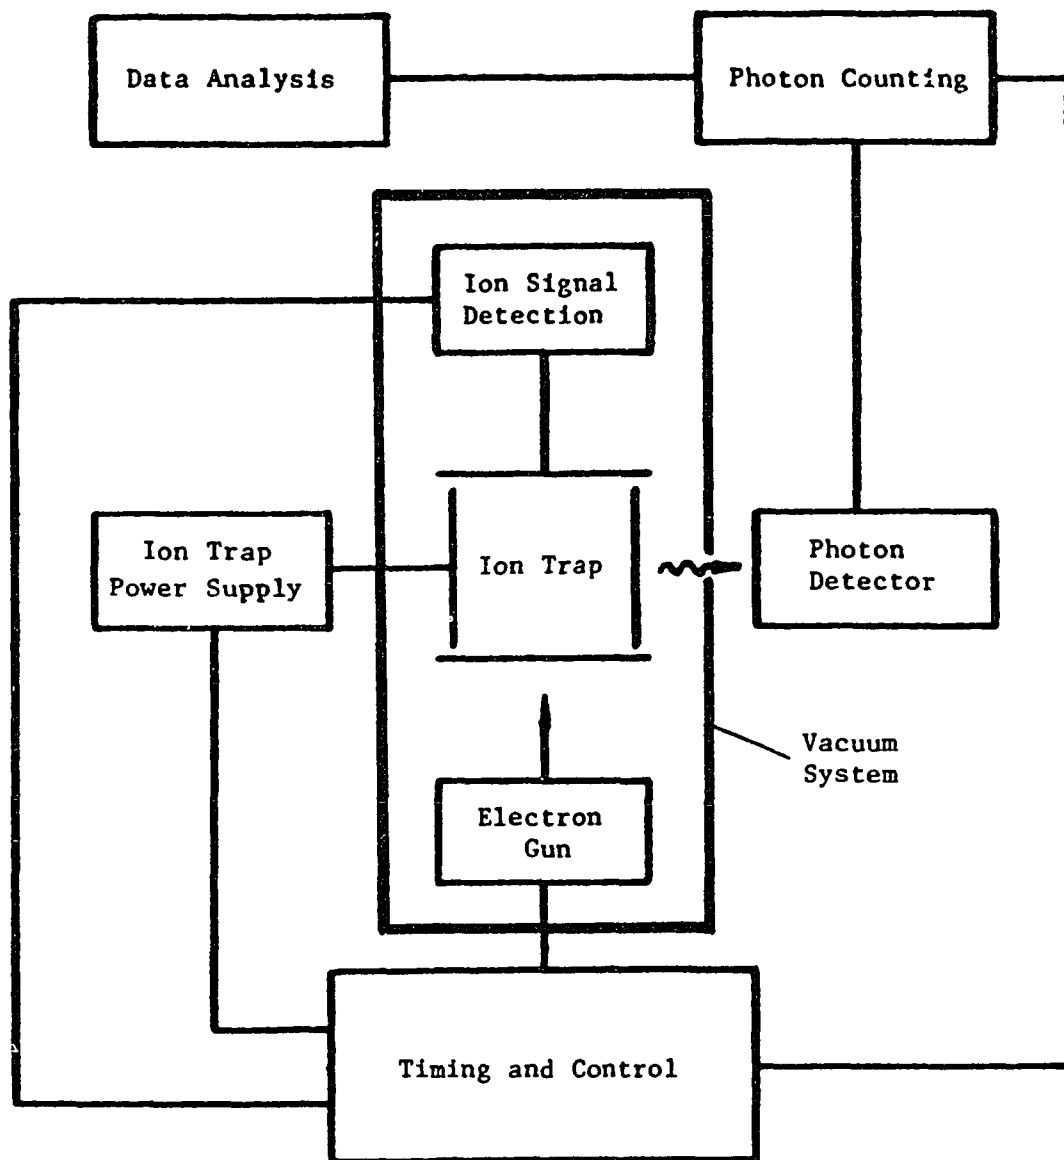 Data Analysis
Photon Counting
Ion Signal
Detection
Ion Trap
Power Supply
Ion Trap
Photon
Detector
Vacuum
System
Electron
Gun
Timing and Control